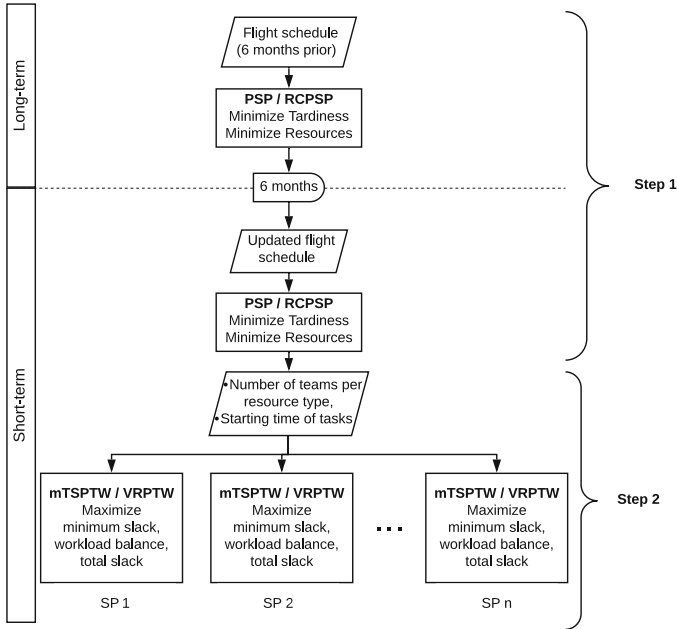 Long-term
Flight schedule
(6 months prior)
PSP / RCPSP
Minimize Tardiness
Minimize Resources
6 months
Step 1
Short-term
Updated flight
schedule
PSP / RCPSP
Minimize Tardiness
Minimize Resources
•Number of teams per
resource type,
•Starting time of tasks
mTSPTW / VRPTW
Maximize
minimum slack,
workload balance,
total slack
SP 1
mTSPTW / VRPTW
Maximize
minimum slack,
workload balance,
total slack
SP 2
...
mTSPTW / VRPTW
Maximize
minimum slack,
workload balance,
total slack
SP n
Step 2